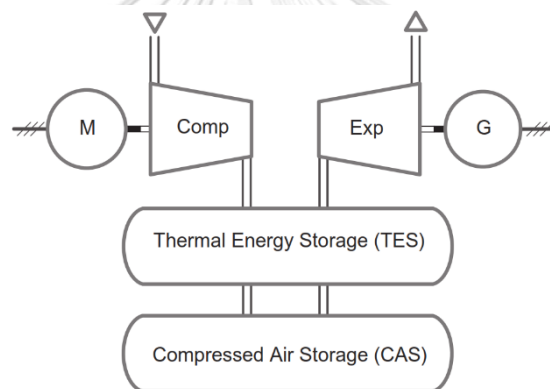 M
Comp
Exp
G
Thermal Energy Storage (TES)
Compressed Air Storage (CAS)